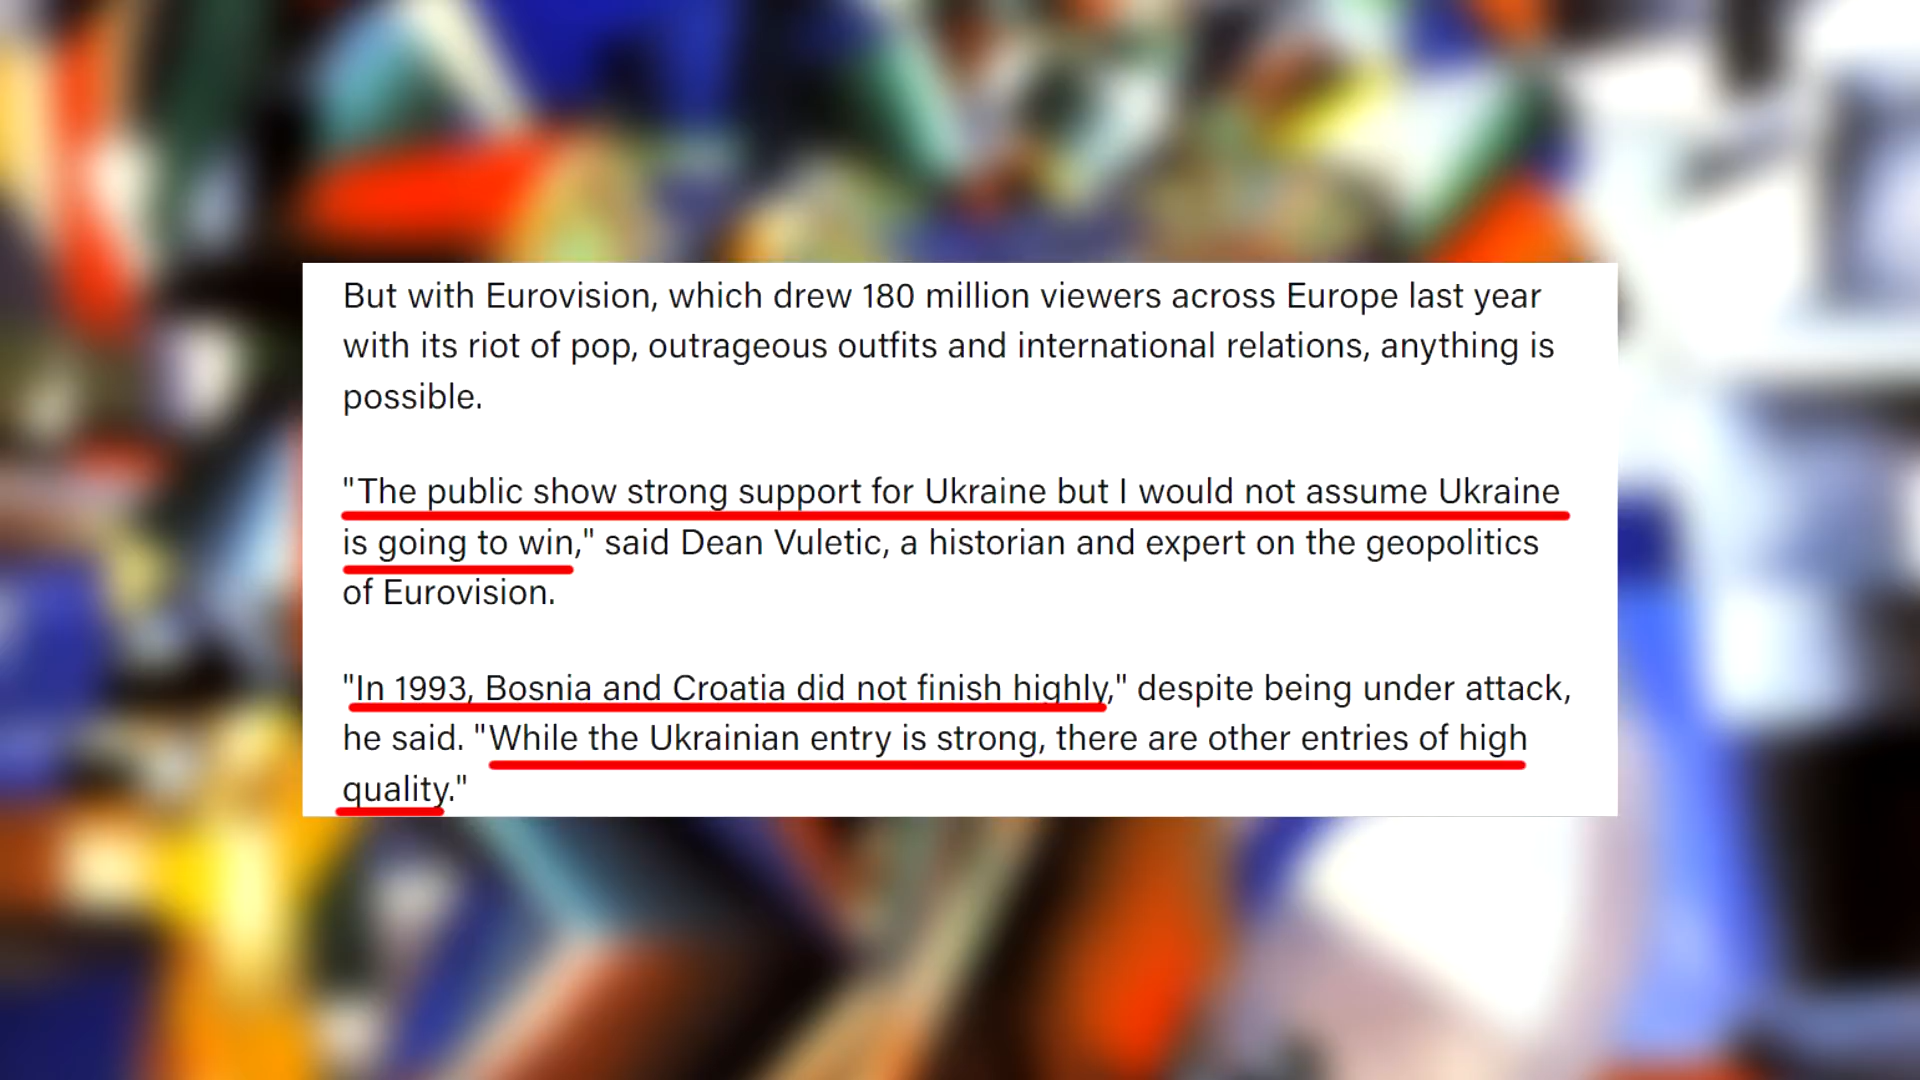 But with Eurovision, which drew 180 million viewers across Europe last year
with its riot of pop, outrageous outfits and international relations, anything is
possible.
"The public show strong support for Ukraine but I would not assume Ukraine
is going to win," said Dean Vuletic, a historian and expert on the geopolitics
of Eurovision.
"In 1993, Bosnia and Croatia did not finish highly," despite being under attack,
he said. "While the Ukrainian entry is strong, there are other entries of high
quality."